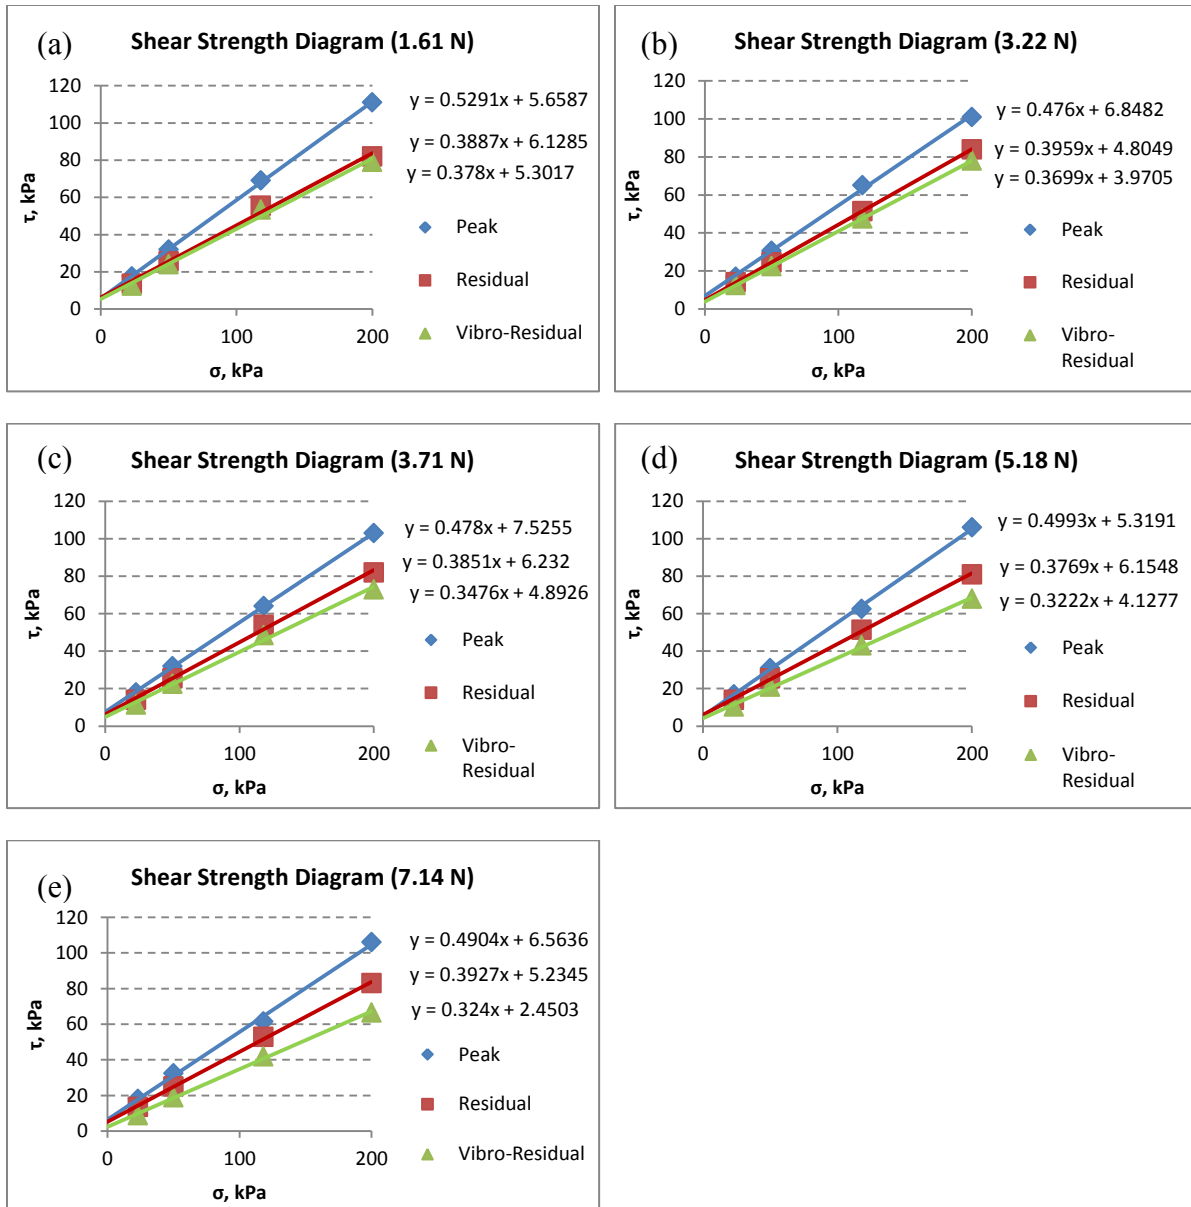 (a)
Shear Strength Diagram (1.61 N)
120
100
80
60
40
20
0
τ, kPa
0 100 200
σ, kPa
y = 0.5291x + 5.6587
y = 0.3887x + 6.1285
y = 0.378x + 5.3017
Peak
Residual
Vibro-Residual
(b)
Shear Strength Diagram (3.22 N)
120
100
80
60
40
20
0
τ, kPa
0 100 200
σ, kPa
y = 0.476x + 6.8482
y = 0.3959x + 4.8049
y = 0.3699x + 3.9705
Peak
Residual
Vibro-
Residual
(c)
Shear Strength Diagram (3.71 N)
120
100
80
60
40
20
0
τ, kPa
0 100 200
σ, kPa
y = 0.478x + 7.5255
y = 0.3851x + 6.232
y = 0.3476x + 4.8926
Peak
Residual
Vibro-
Residual
(d)
Shear Strength Diagram (5.18 N)
120
100
80
60
40
20
0
τ, kPa
0 100 200
σ, kPa
y = 0.4993x + 5.3191
y = 0.3769x + 6.1548
y = 0.3222x + 4.1277
Peak
Residual
Vibro-
Residual
(e)
Shear Strength Diagram (7.14 N)
120
100
80
60
40
20
0
τ, kPa
0 100 200
σ, kPa
y = 0.4904x + 6.5636
y = 0.3927x + 5.2345
y = 0.324x + 2.4503
Peak
Residual
Vibro-Residual